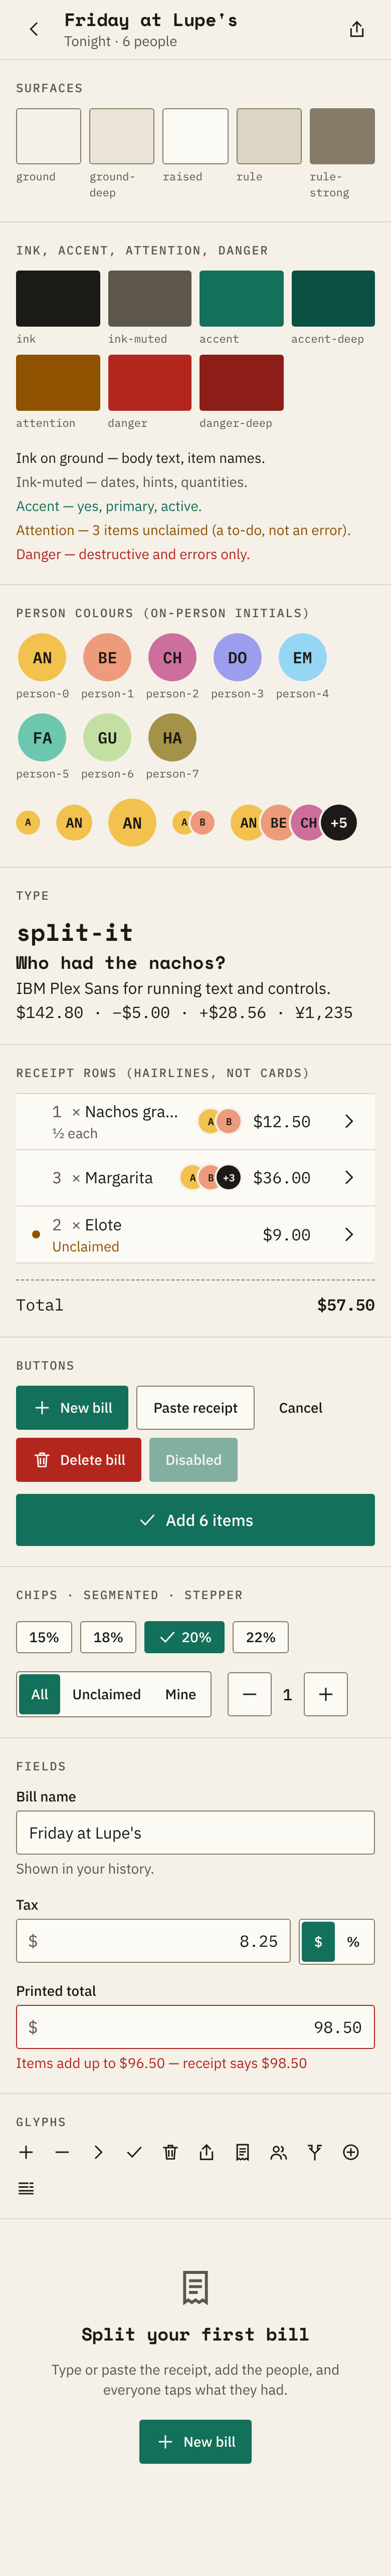 Friday at Lupe's
Tonight · 6 people
SURFACES
ground
ground-deep
raised
rule
rule-strong
INK, ACCENT, ATTENTION, DANGER
ink
ink-muted
accent
accent-deep
attention
danger
danger-deep
Ink on ground — body text, item names.
Ink-muted — dates, hints, quantities.
Accent — yes, primary, active.
Attention — 3 items unclaimed (a to-do, not an error).
Danger — destructive and errors only.
PERSON COLOURS (ON-PERSON INITIALS)
AN BE CH DO EM
person-0 person-1 person-2 person-3 person-4
FA GU HA
person-5 person-6 person-7
A AN AN A B AN BE CH +5
TYPE
split-it
Who had the nachos?
IBM Plex Sans for running text and controls.
$142.80 · −$5.00 · +$28.56 · ¥1,235
RECEIPT ROWS (HAIRLINES, NOT CARDS)
1 × Nachos gra… A B $12.50
½ each
3 × Margarita A B +3 $36.00
2 × Elote $9.00
Unclaimed
Total $57.50
BUTTONS
New bill Paste receipt Cancel
Delete bill Disabled
Add 6 items
CHIPS · SEGMENTED · STEPPER
15% 18% 20% 22%
All Unclaimed Mine 1
FIELDS
Bill name
Friday at Lupe's
Shown in your history.
Tax
$ 8.25 $ %
Printed total
$ 98.50
Items add up to $96.50 — receipt says $98.50
GLYPHS
Split your first bill
Type or paste the receipt, add the people, and
everyone taps what they had.
New bill